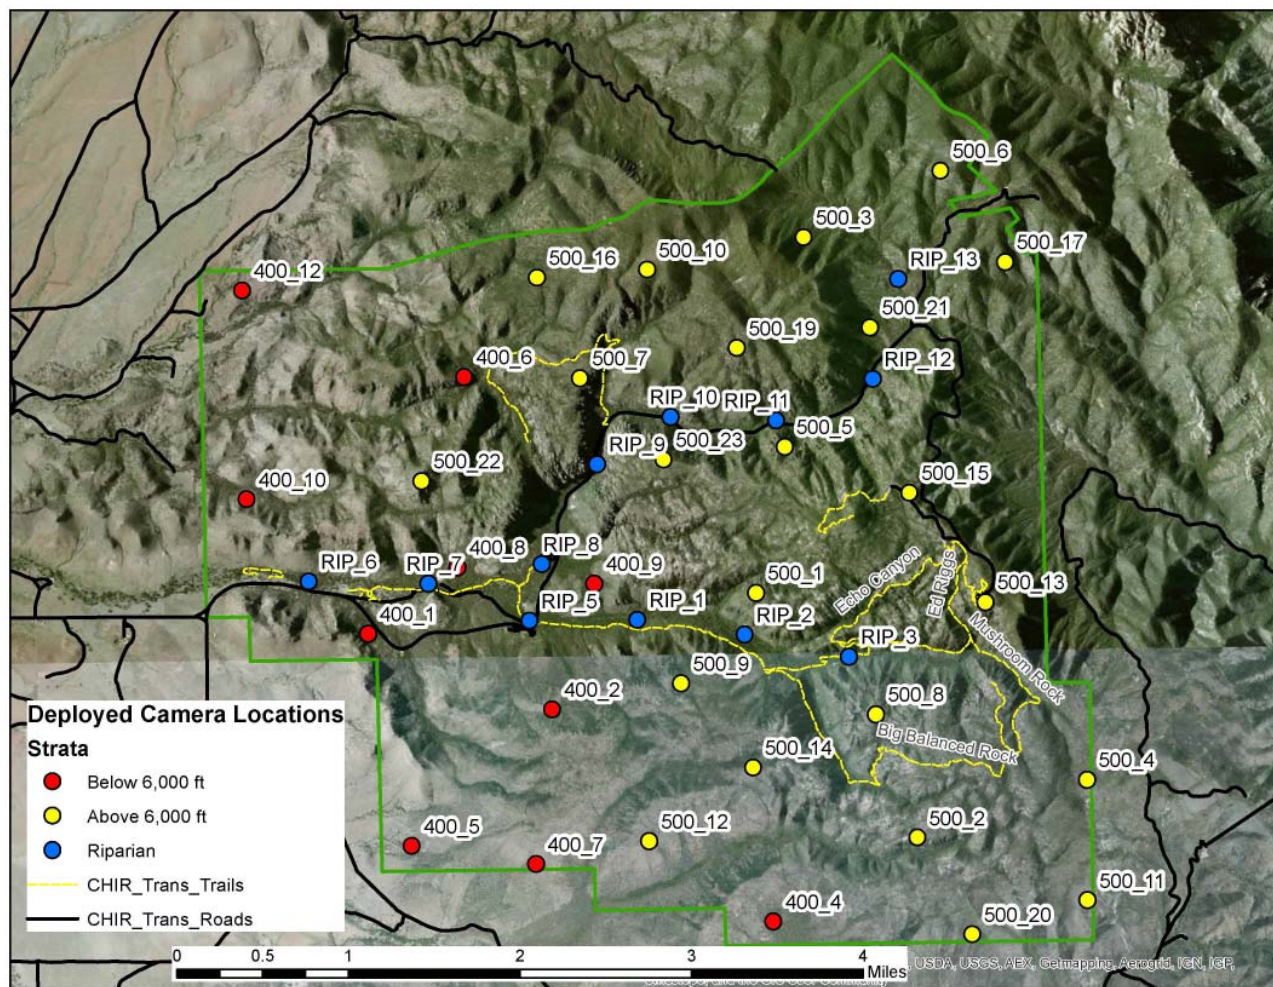 500_6
500_3
500_17
500_10
500_16
RIP_13
400_12
500_21
500_19
400_6
500_7
RIP_12
RIP_10
RIP_11
500_5
RIP_9
500_23
500_22
500_15
400_10
RIP_8
400_8
RIP_6
RIP_7
400_9
Echo Canyon
Ed Riggs
500_1
500_13
RIP_5
RIP_1
400_1
RIP_2
RIP_3
Mushroom Rock
500_9
400_2
500_8
Big Balanced Rock
500_14
500_4
400_5
400_7
500_12
500_2
500_11
400_4
500_20
Deployed Camera Locations
Strata
Below 6,000 ft
Above 6,000 ft
Riparian
CHIR_Trans_Trails
CHIR_Trans_Roads
0 0.5 1 2 3 4
Miles
, USDA, USGS, AEX, Getmapping, Aerogrid, IGN, IGP,